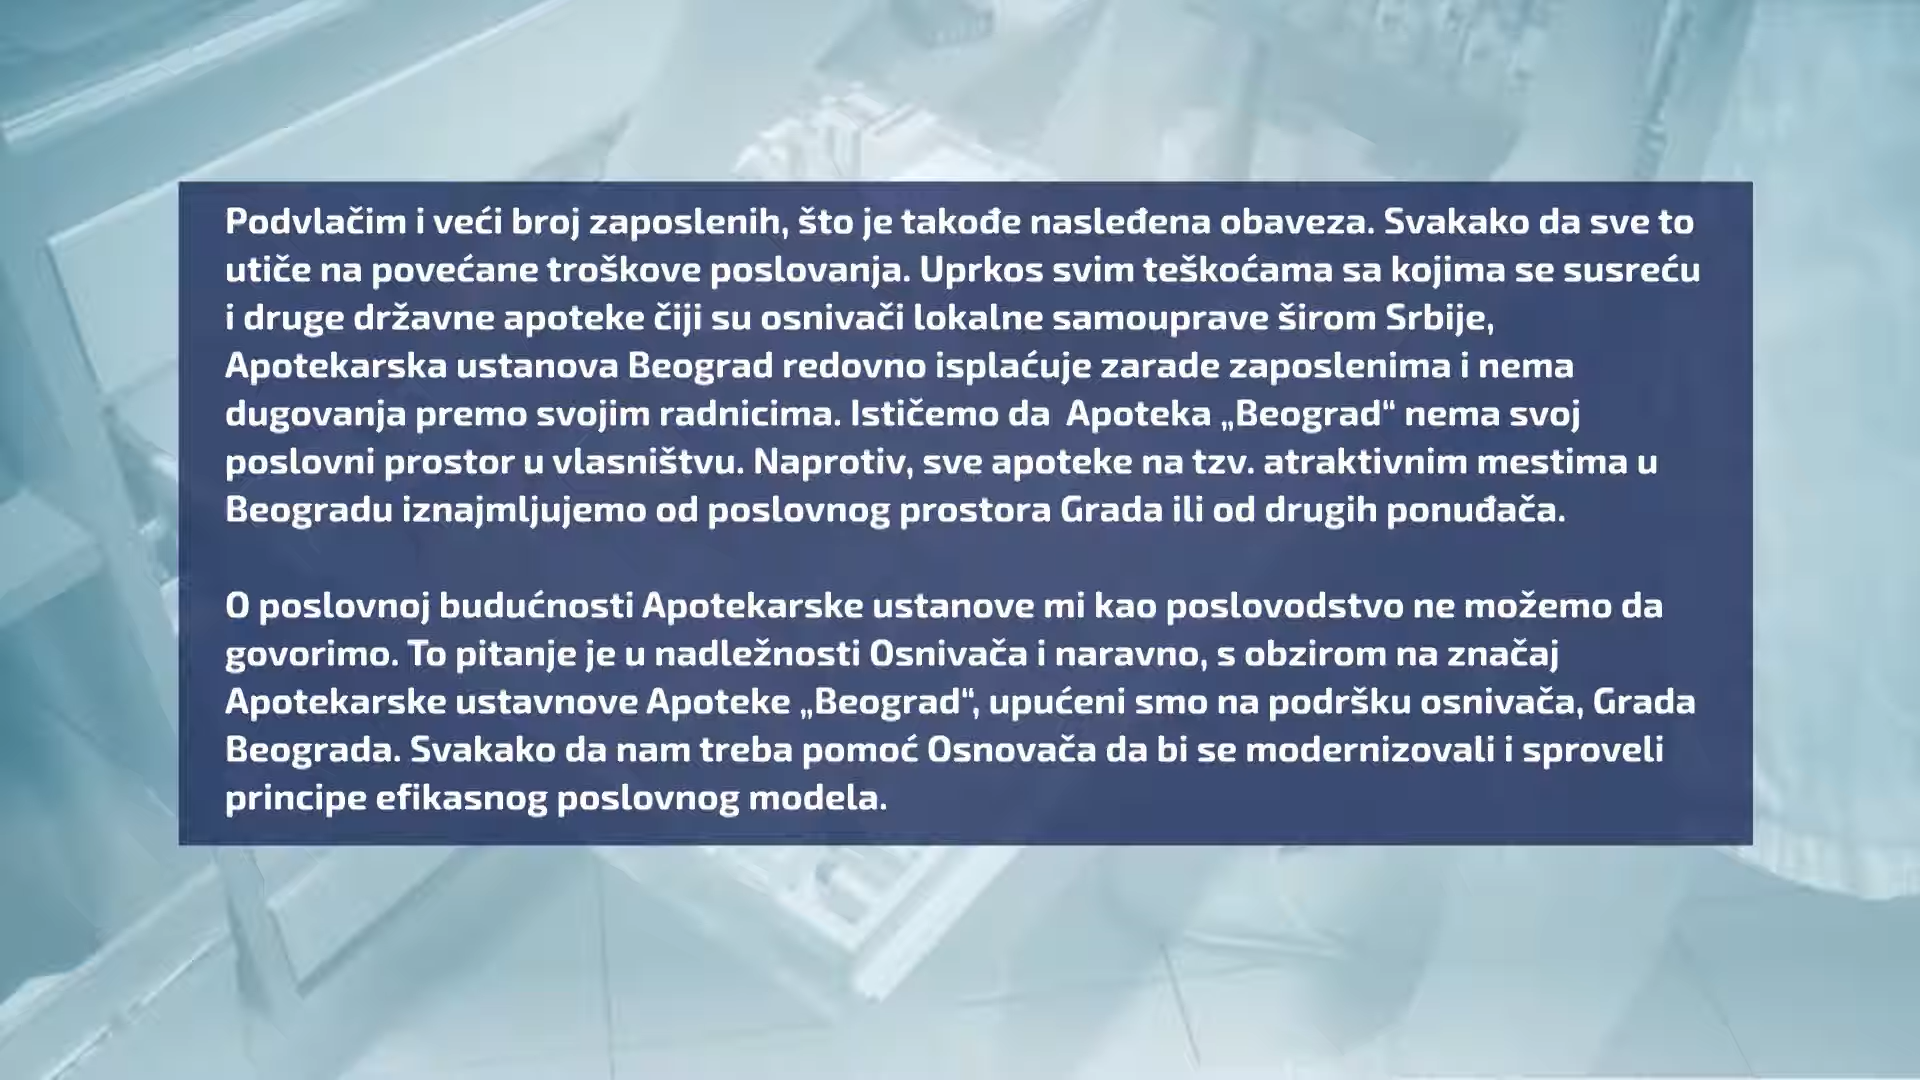 Podvlačim i veći broj zaposlenih, što je takođe nasleđena obaveza. Svakako da sve to
utiče na povećane troškove poslovanja. Uprkos svim teškoćama sa kojima se susreću
i druge državne apoteke čiji su osnivači lokalne samouprave širom Srbije,
Apotekarska ustanova Beograd redovno isplaćuje zarade zaposlenima i nema
dugovanja premo svojim radnicima. Ističemo da  Apoteka „Beograd“ nema svoj
poslovni prostor u vlasništvu. Naprotiv, sve apoteke na tzv. atraktivnim mestima u
Beogradu iznajmljujemo od poslovnog prostora Grada ili od drugih ponuđača.

O poslovnoj budućnosti Apotekarske ustanove mi kao poslovodstvo ne možemo da
govorimo. To pitanje je u nadležnosti Osnivača i naravno, s obzirom na značaj
Apotekarske ustavnove Apoteke „Beograd“, upućeni smo na podršku osnivača, Grada
Beograda. Svakako da nam treba pomoć Osnovača da bi se modernizovali i sproveli
principe efikasnog poslovnog modela.